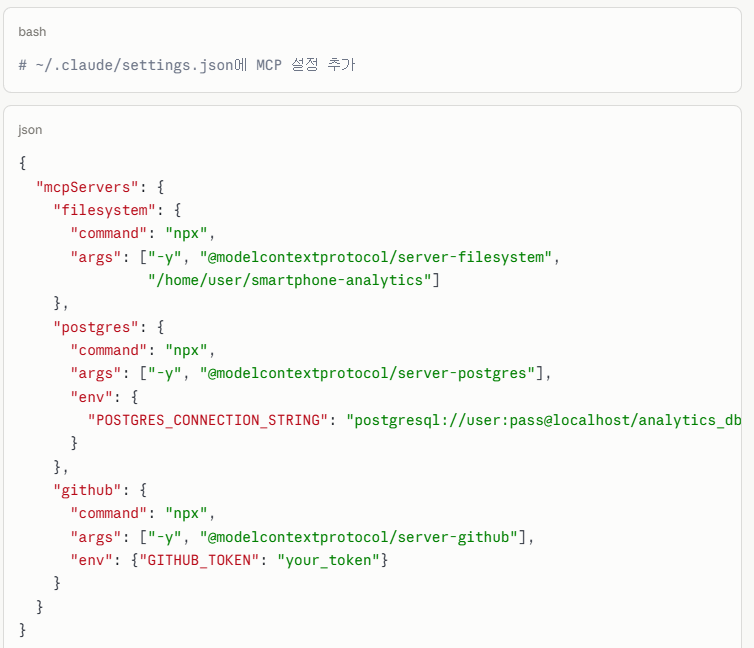 bash
# ~/.claude/settings.json에 MCP 설정 추가
json
{
  "mcpServers": {
    "filesystem": {
      "command": "npx",
      "args": ["-y", "@modelcontextprotocol/server-filesystem",
               "/home/user/smartphone-analytics"]
    },
    "postgres": {
      "command": "npx",
      "args": ["-y", "@modelcontextprotocol/server-postgres"],
      "env": {
        "POSTGRES_CONNECTION_STRING": "postgresql://user:pass@localhost/analytics_db
      }
    },
    "github": {
      "command": "npx",
      "args": ["-y", "@modelcontextprotocol/server-github"],
      "env": {"GITHUB_TOKEN": "your_token"}
    }
  }
}